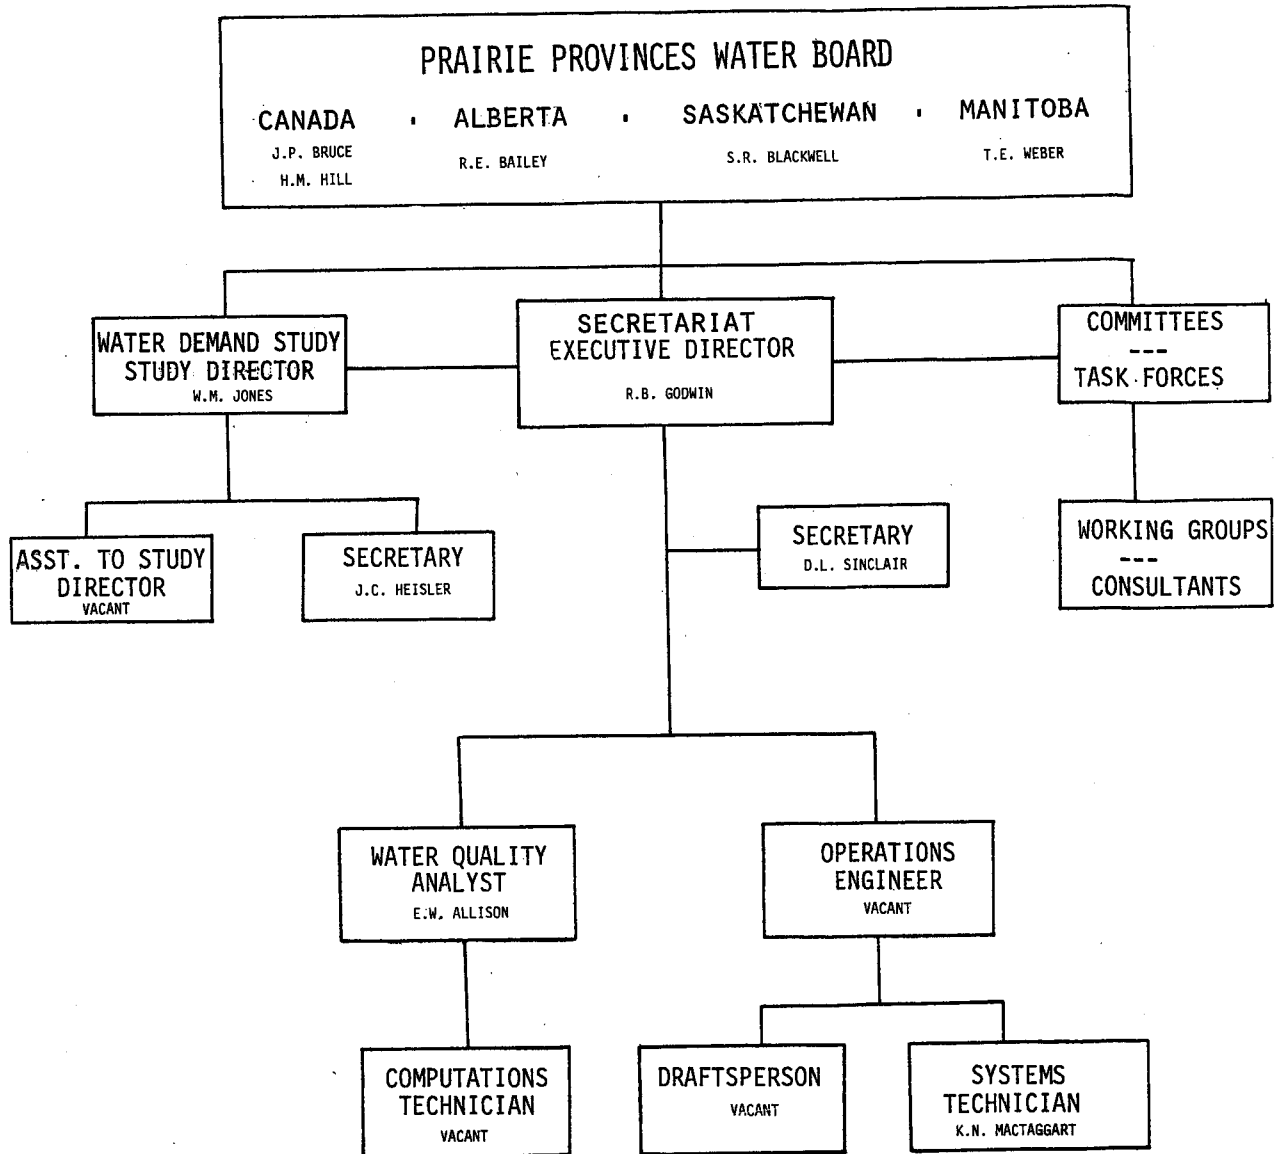 PRAIRIE PROVINCES WATER BOARD
CANADA . ALBERTA . SASKATCHEWAN . MANITOBA
J.P. BRUCE
H.M. HILL
R.E. BAILEY
S.R. BLACKWELL
T.E. WEBER
WATER DEMAND STUDY
STUDY DIRECTOR
W.M. JONES
SECRETARIAT
EXECUTIVE DIRECTOR
R.B. GODWIN
COMMITTEES
---
TASK FORCES
ASST. TO STUDY
DIRECTOR
VACANT
SECRETARY
J.C. HEISLER
SECRETARY
D.L. SINCLAIR
WORKING GROUPS
---
CONSULTANTS
WATER QUALITY
ANALYST
E.W. ALLISON
OPERATIONS
ENGINEER
VACANT
COMPUTATIONS
TECHNICIAN
VACANT
DRAFTSPERSON
VACANT
SYSTEMS
TECHNICIAN
K.N. MACTAGGART